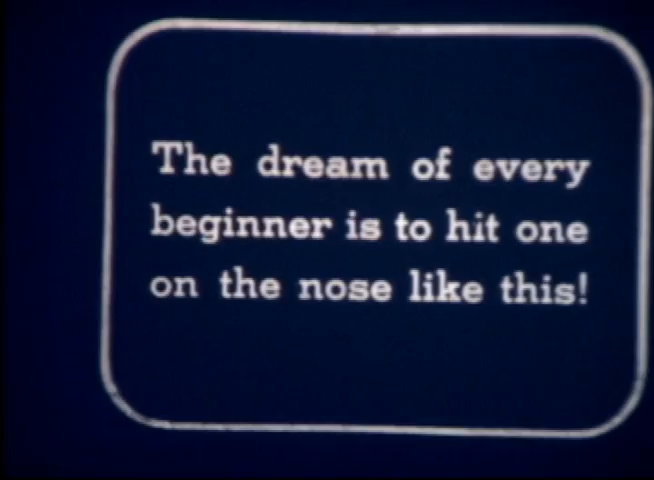 The dream of every
beginner is to hit one
on the nose like this!